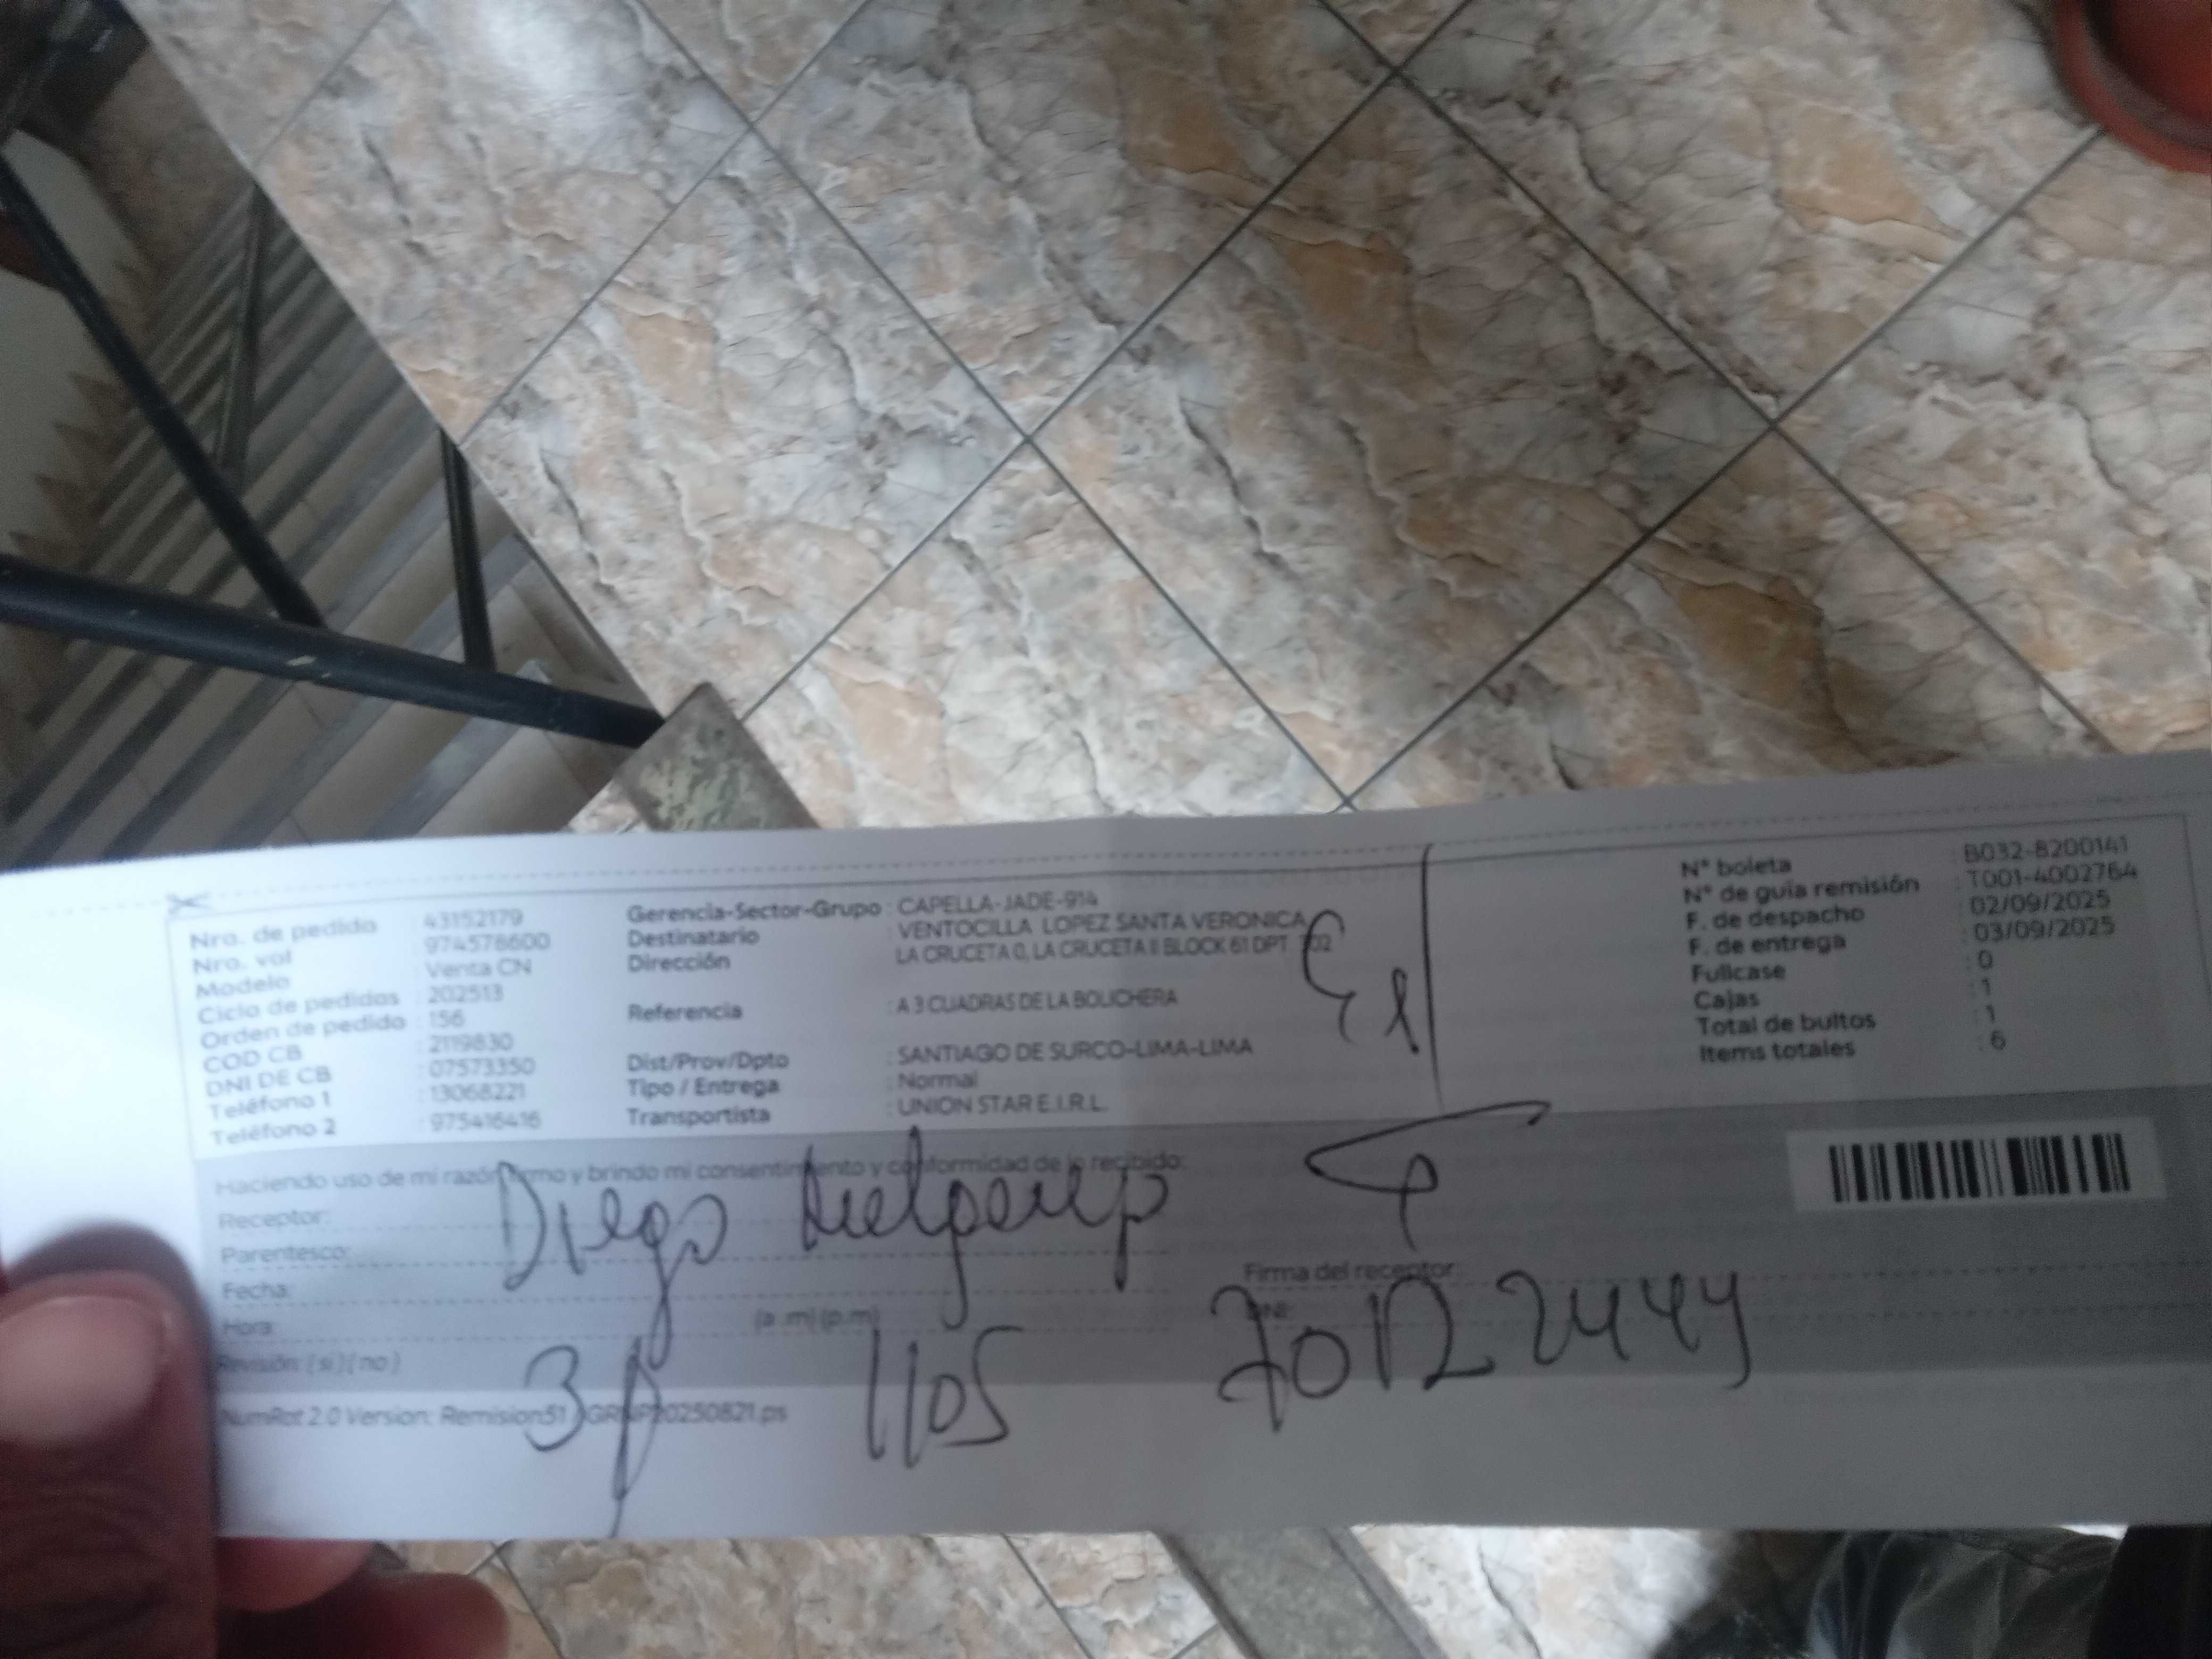 Nro. de pedido : 43152179
Nro. vol : 974578600
Modelo : Venta CN
Ciclo de pedidos : 202513
Orden de pedido : 156
COD CB : 2119830
DNI DE CB : 07573350
Teléfono 1 : 13068221
Teléfono 2 : 975416416
Gerencia-Sector-Grupo : CAPELLA-JADE-914
Destinatario : VENTOCILLA LOPEZ SANTA VERONICA
Dirección : LA CRUCETA 0, LA CRUCETA II BLOCK 61 DPT 302
Referencia : A 3 CUADRAS DE LA BOLICHERA
Dist/Prov/Dpto : SANTIAGO DE SURCO-LIMA-LIMA
Tipo / Entrega : Normal
Transportista : UNION STAR E.I.R.L.
N° boleta : B032-8200141
N° de guía remisión : T001-4002764
F. de despacho : 02/09/2025
F. de entrega : 03/09/2025
Fullcase : 0
Cajas : 1
Total de bultos : 1
Items totales : 6
Haciendo uso de mi razón firmo y brindo mi consentimiento y conformidad de lo recibido:
Receptor: Diego
Parentesco:
Fecha:
Hora: (a .m) (p.m)
Revisión: ( si ) ( no )
Firma del receptor
DNI:
3 1105
NumRot 2.0 Version: Remision51